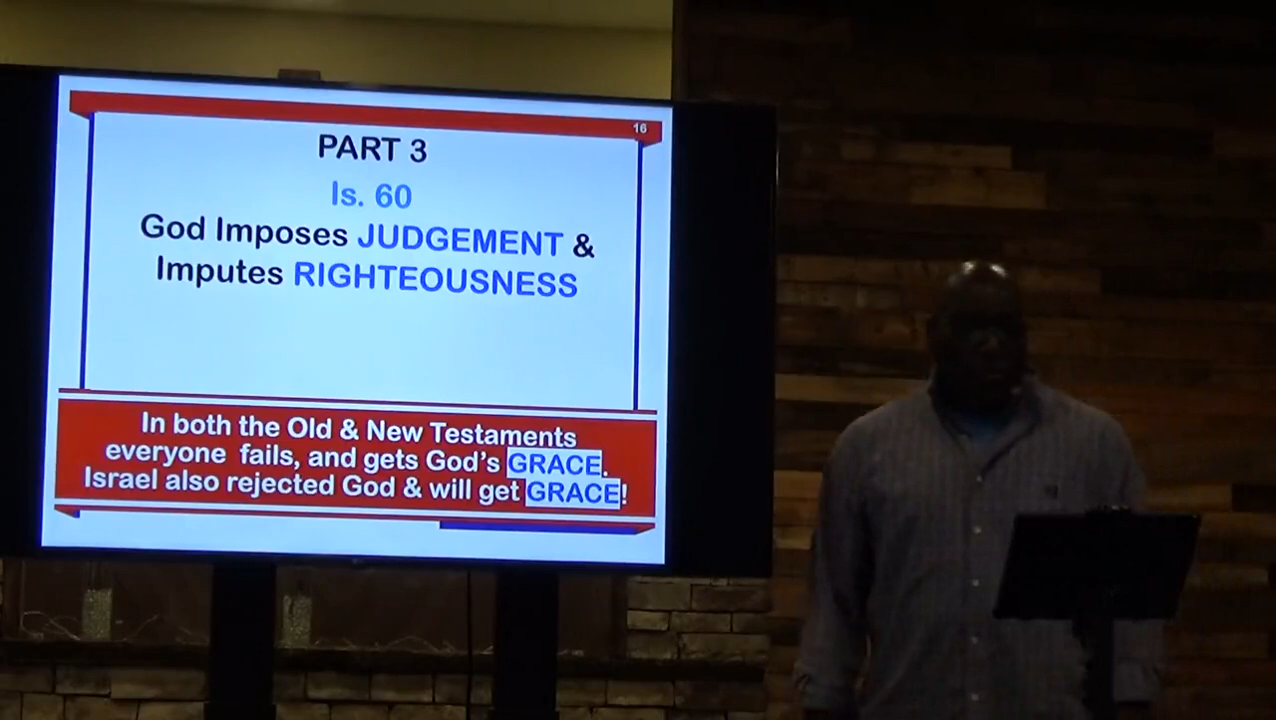 16
PART 3
Is. 60
God Imposes JUDGEMENT &
Imputes RIGHTEOUSNESS
In both the Old & New Testaments
everyone fails, and gets God's GRACE.
Israel also rejected God & will get GRACE!